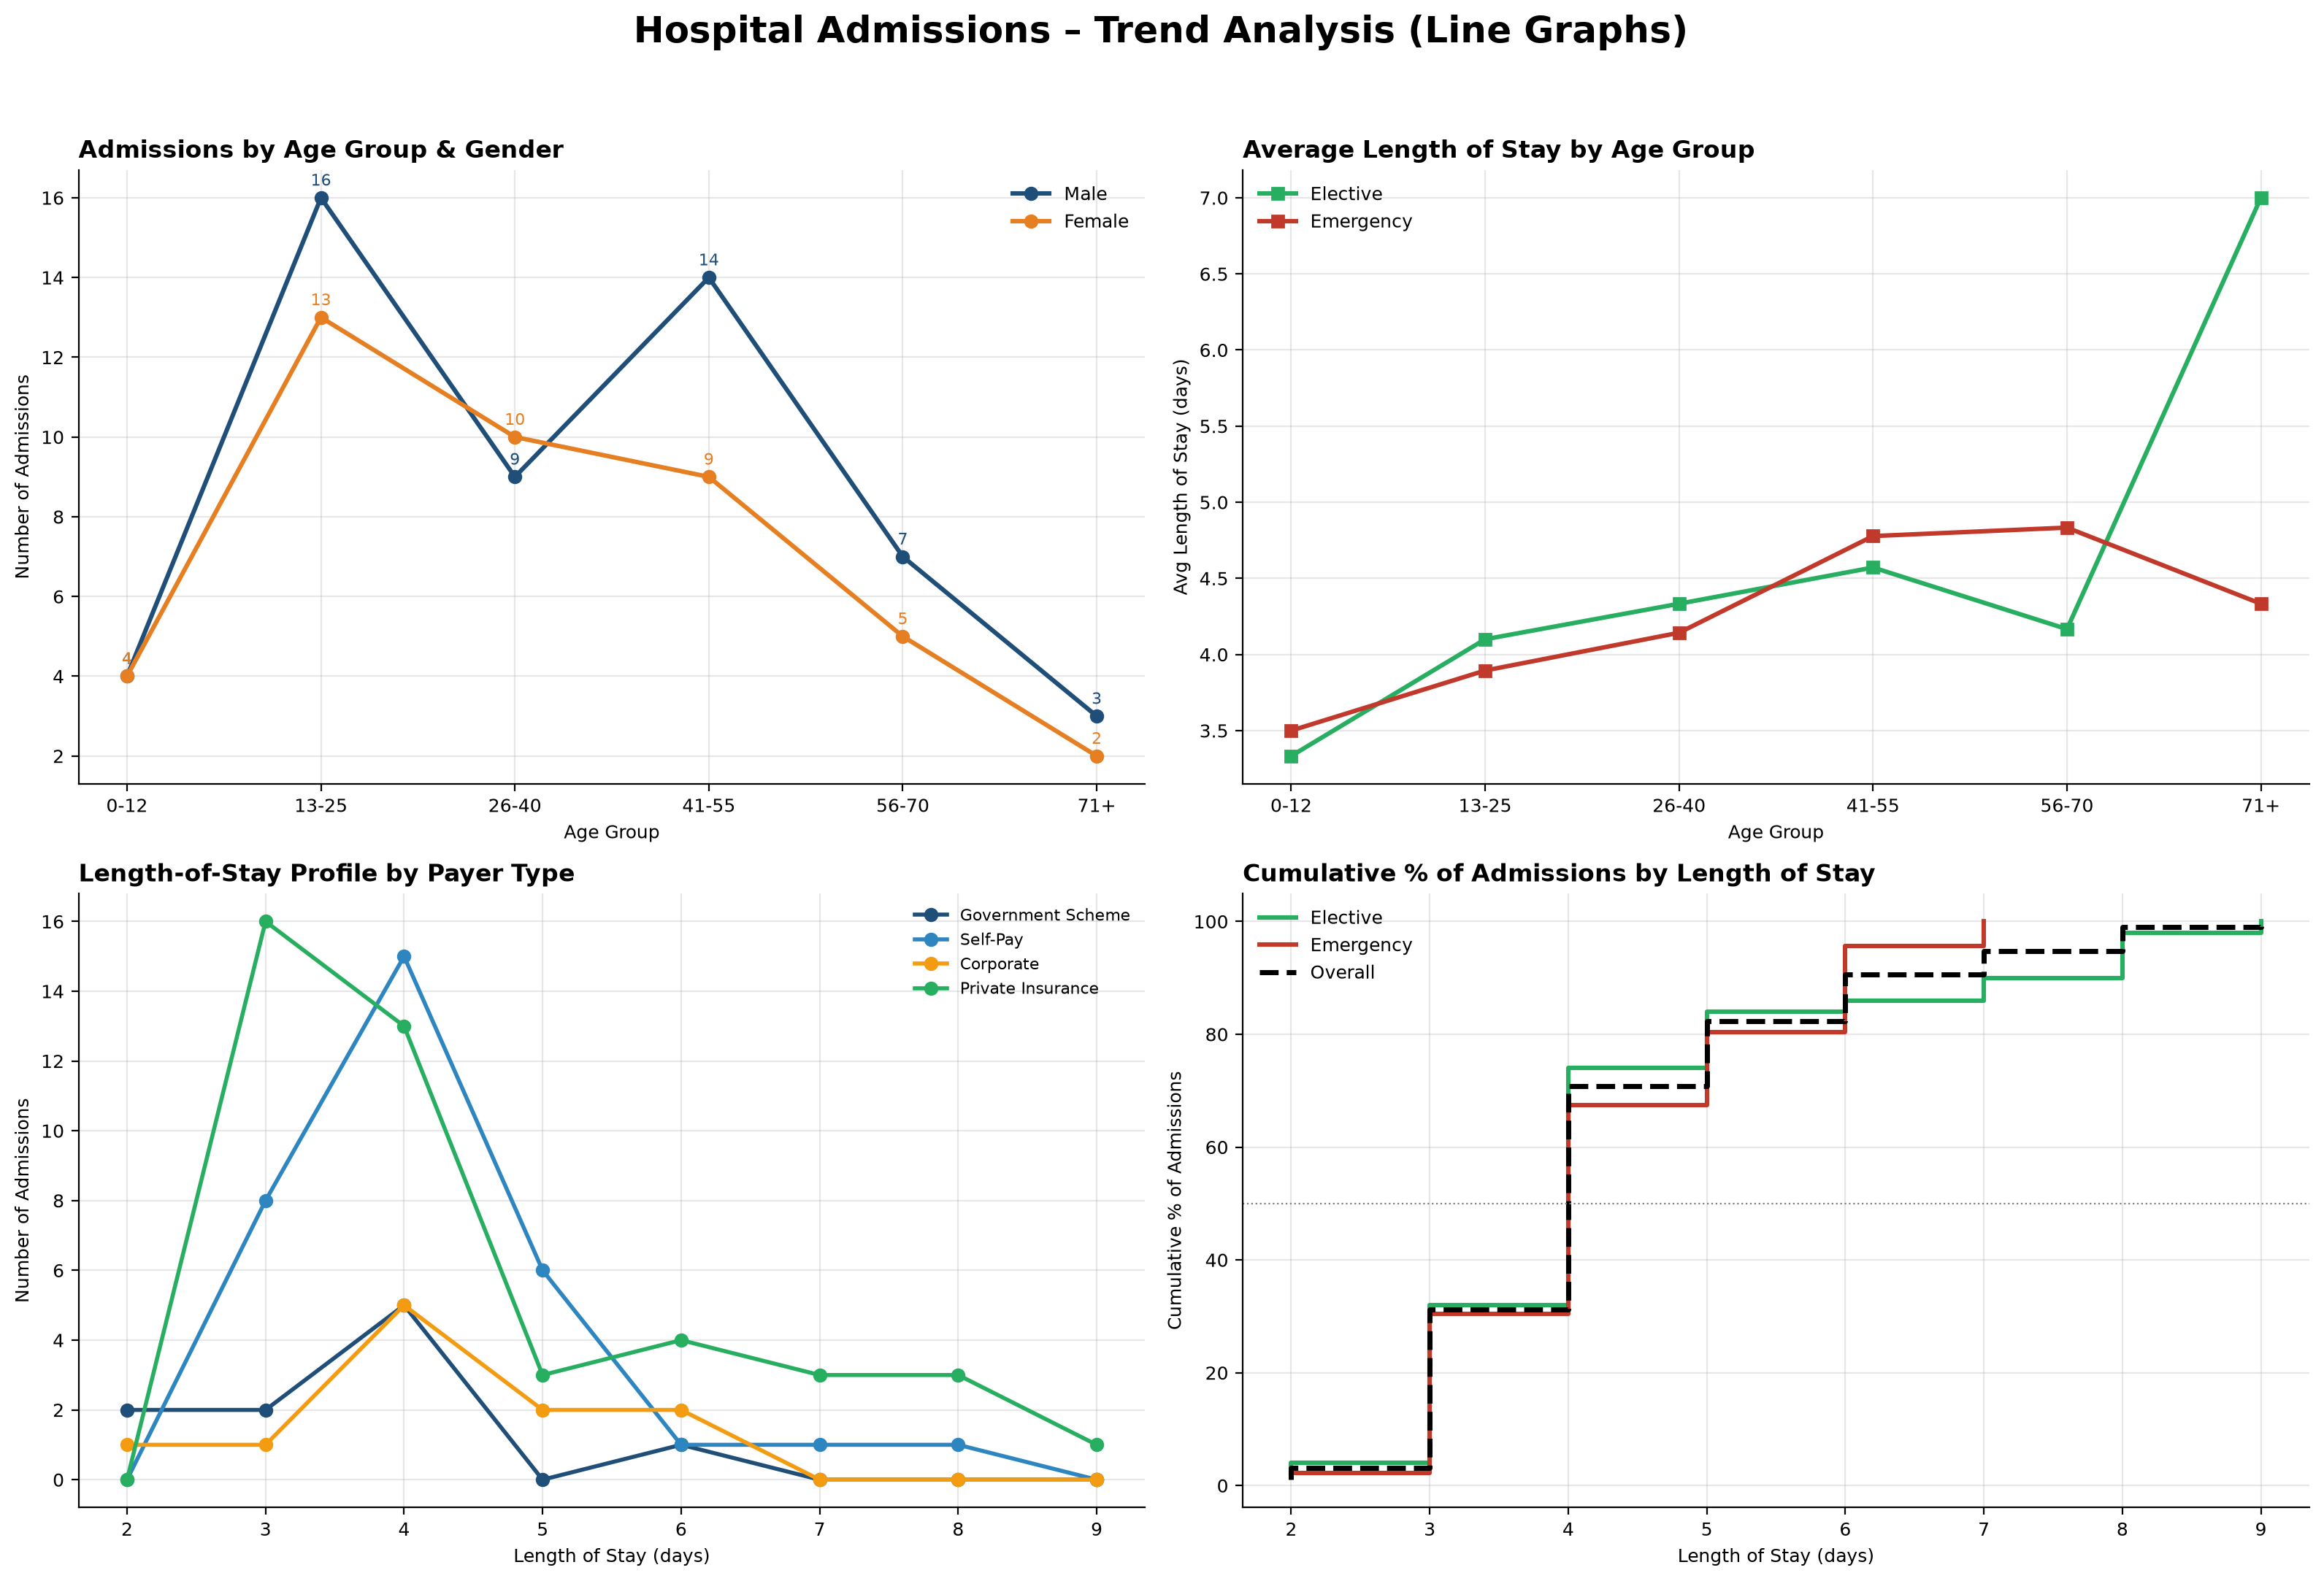 Hospital Admissions – Trend Analysis (Line Graphs)
Admissions by Age Group & Gender
Number of Admissions
16
14
12
10
8
6
4
2
4
16
13
10
9
14
9
7
5
3
2
Male
Female
0-12 13-25 26-40 41-55 56-70 71+
Age Group
Average Length of Stay by Age Group
Avg Length of Stay (days)
7.0
6.5
6.0
5.5
5.0
4.5
4.0
3.5
Elective
Emergency
0-12 13-25 26-40 41-55 56-70 71+
Age Group
Length-of-Stay Profile by Payer Type
Number of Admissions
16
14
12
10
8
6
4
2
0
Government Scheme
Self-Pay
Corporate
Private Insurance
2 3 4 5 6 7 8 9
Length of Stay (days)
Cumulative % of Admissions by Length of Stay
Cumulative % of Admissions
100
80
60
40
20
0
Elective
Emergency
Overall
2 3 4 5 6 7 8 9
Length of Stay (days)